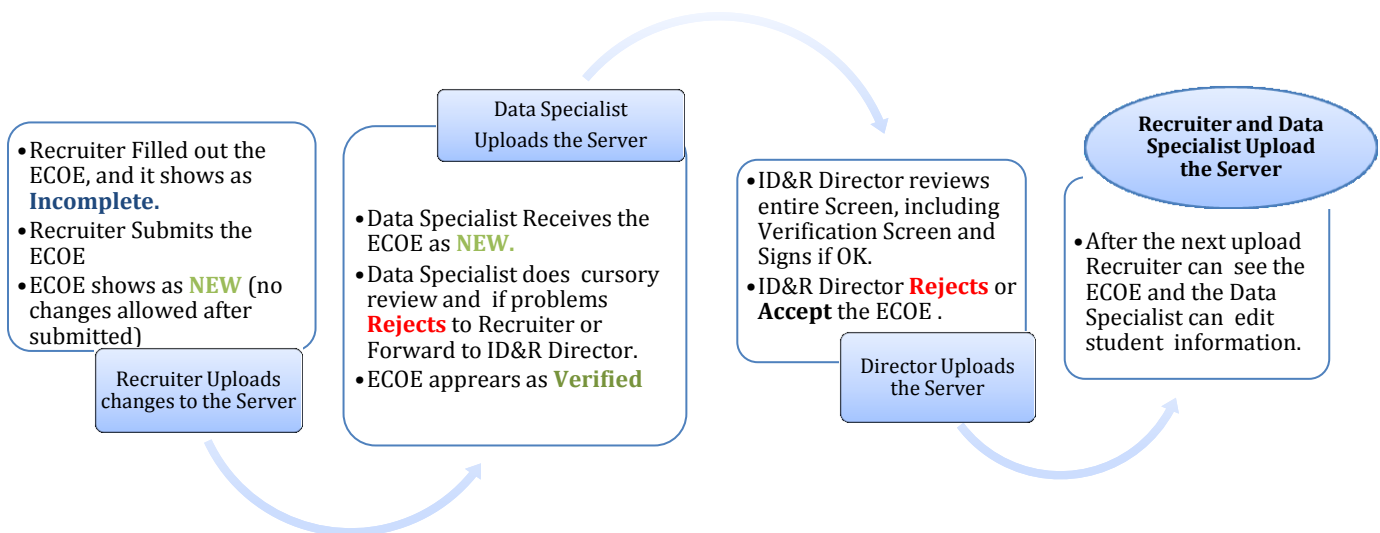 •Recruiter Filled out the
ECOE, and it shows as
Incomplete.
•Recruiter Submits the
ECOE
•ECOE shows as NEW (no
changes allowed after
submitted)
Recruiter Uploads
changes to the Server
Data Specialist
Uploads the Server
•Data Specialist Receives the
ECOE as NEW.
•Data Specialist does cursory
review and if problems
Rejects to Recruiter or
Forward to ID&R Director.
•ECOE apprears as Verified
•ID&R Director reviews
entire Screen, including
Verification Screen and
Signs if OK.
•ID&R Director Rejects or
Accept the ECOE .
Director Uploads
the Server
Recruiter and Data
Specialist Upload
the Server
•After the next upload
Recruiter can see the
ECOE and the Data
Specialist can edit
student information.